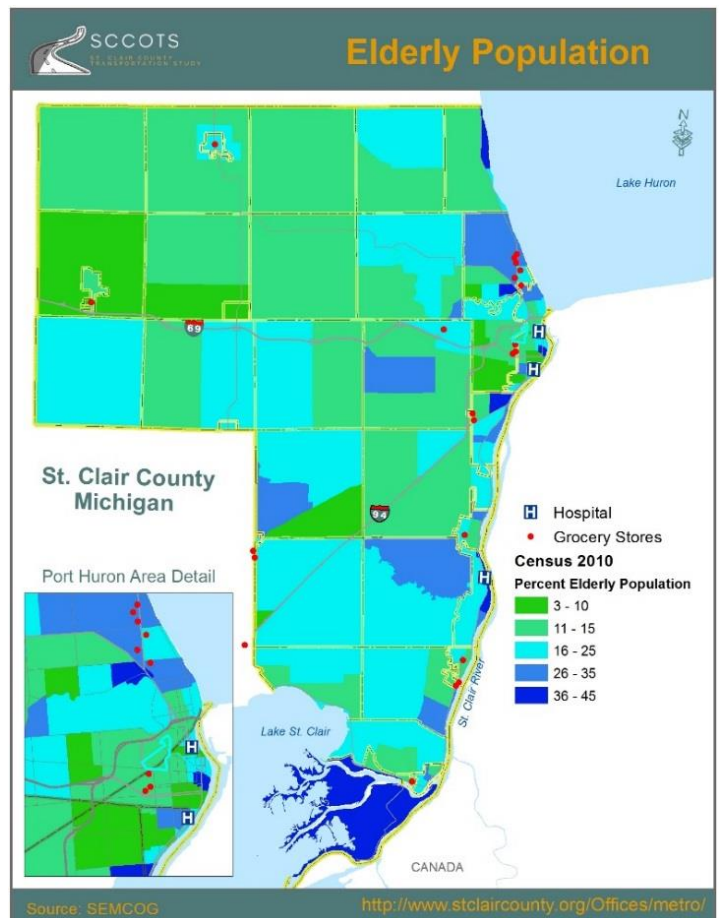 SCCOTS
ST. CLAIR COUNTY
TRANSPORTATION STUDY
Elderly Population
N
Lake Huron
69
H
H
St. Clair County
Michigan
94
H Hospital
Grocery Stores
Census 2010
Percent Elderly Population
3 - 10
11 - 15
16 - 25
26 - 35
36 - 45
Port Huron Area Detail
H
St. Clair River
Lake St. Clair
H
H
CANADA
Source: SEMCOG
http://www.stclaircounty.org/Offices/metro/